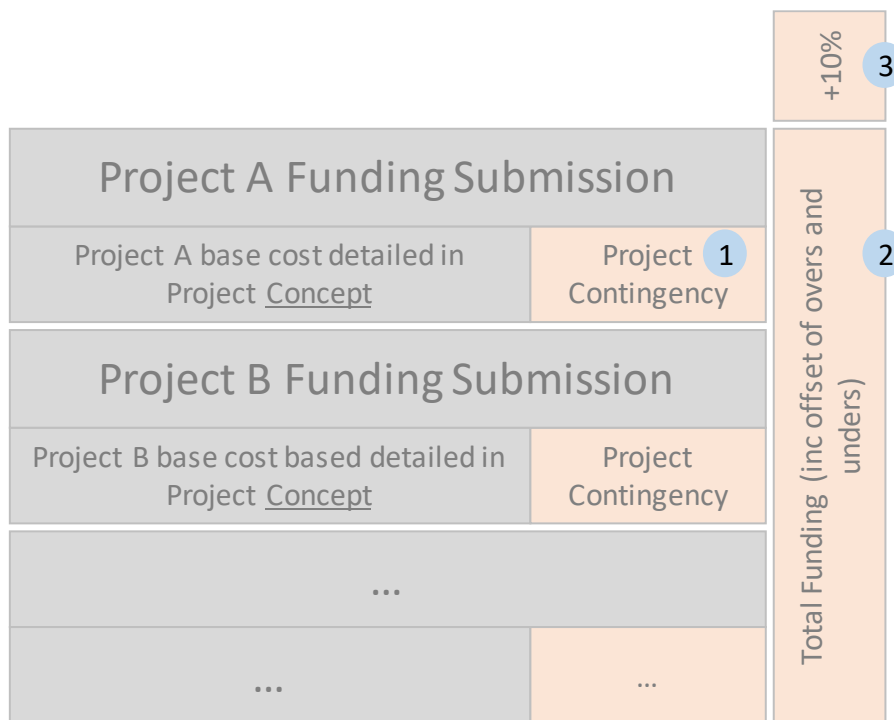 +10%
3
Project A Funding Submission
Project A base cost detailed in
Project Concept
Project
Contingency
1
Total Funding (inc offset of overs and
unders)
2
Project B Funding Submission
Project B base cost based detailed in
Project Concept
Project
Contingency
...
...
...